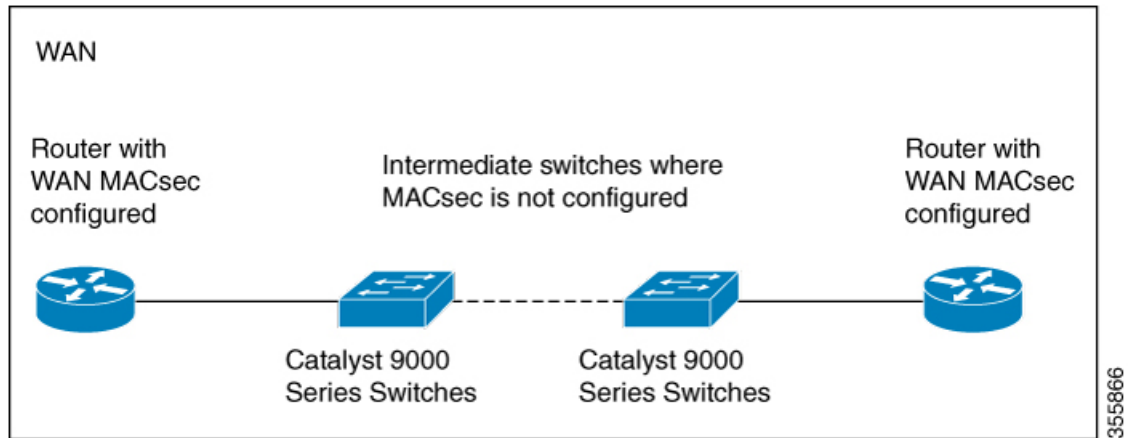 WAN
Router with
WAN MACsec
configured
Intermediate switches where
MACsec is not configured
Router with
WAN MACsec
configured
Catalyst 9000
Series Switches
Catalyst 9000
Series Switches
355866